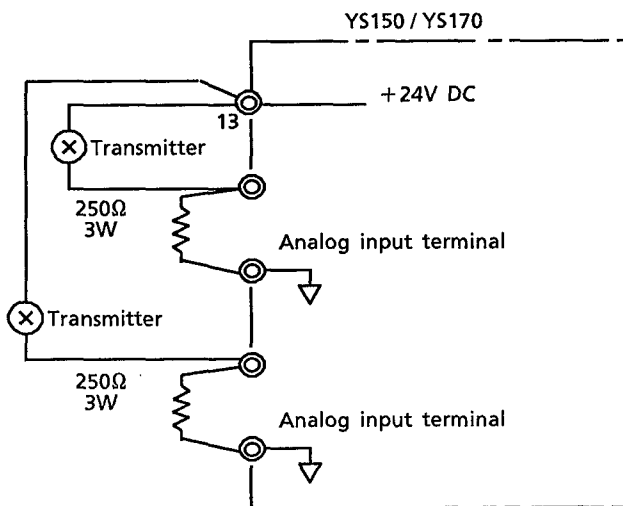 YS150 / YS170
+24V DC
13
Transmitter
250Ω
3W
Analog input terminal
Transmitter
250Ω
3W
Analog input terminal